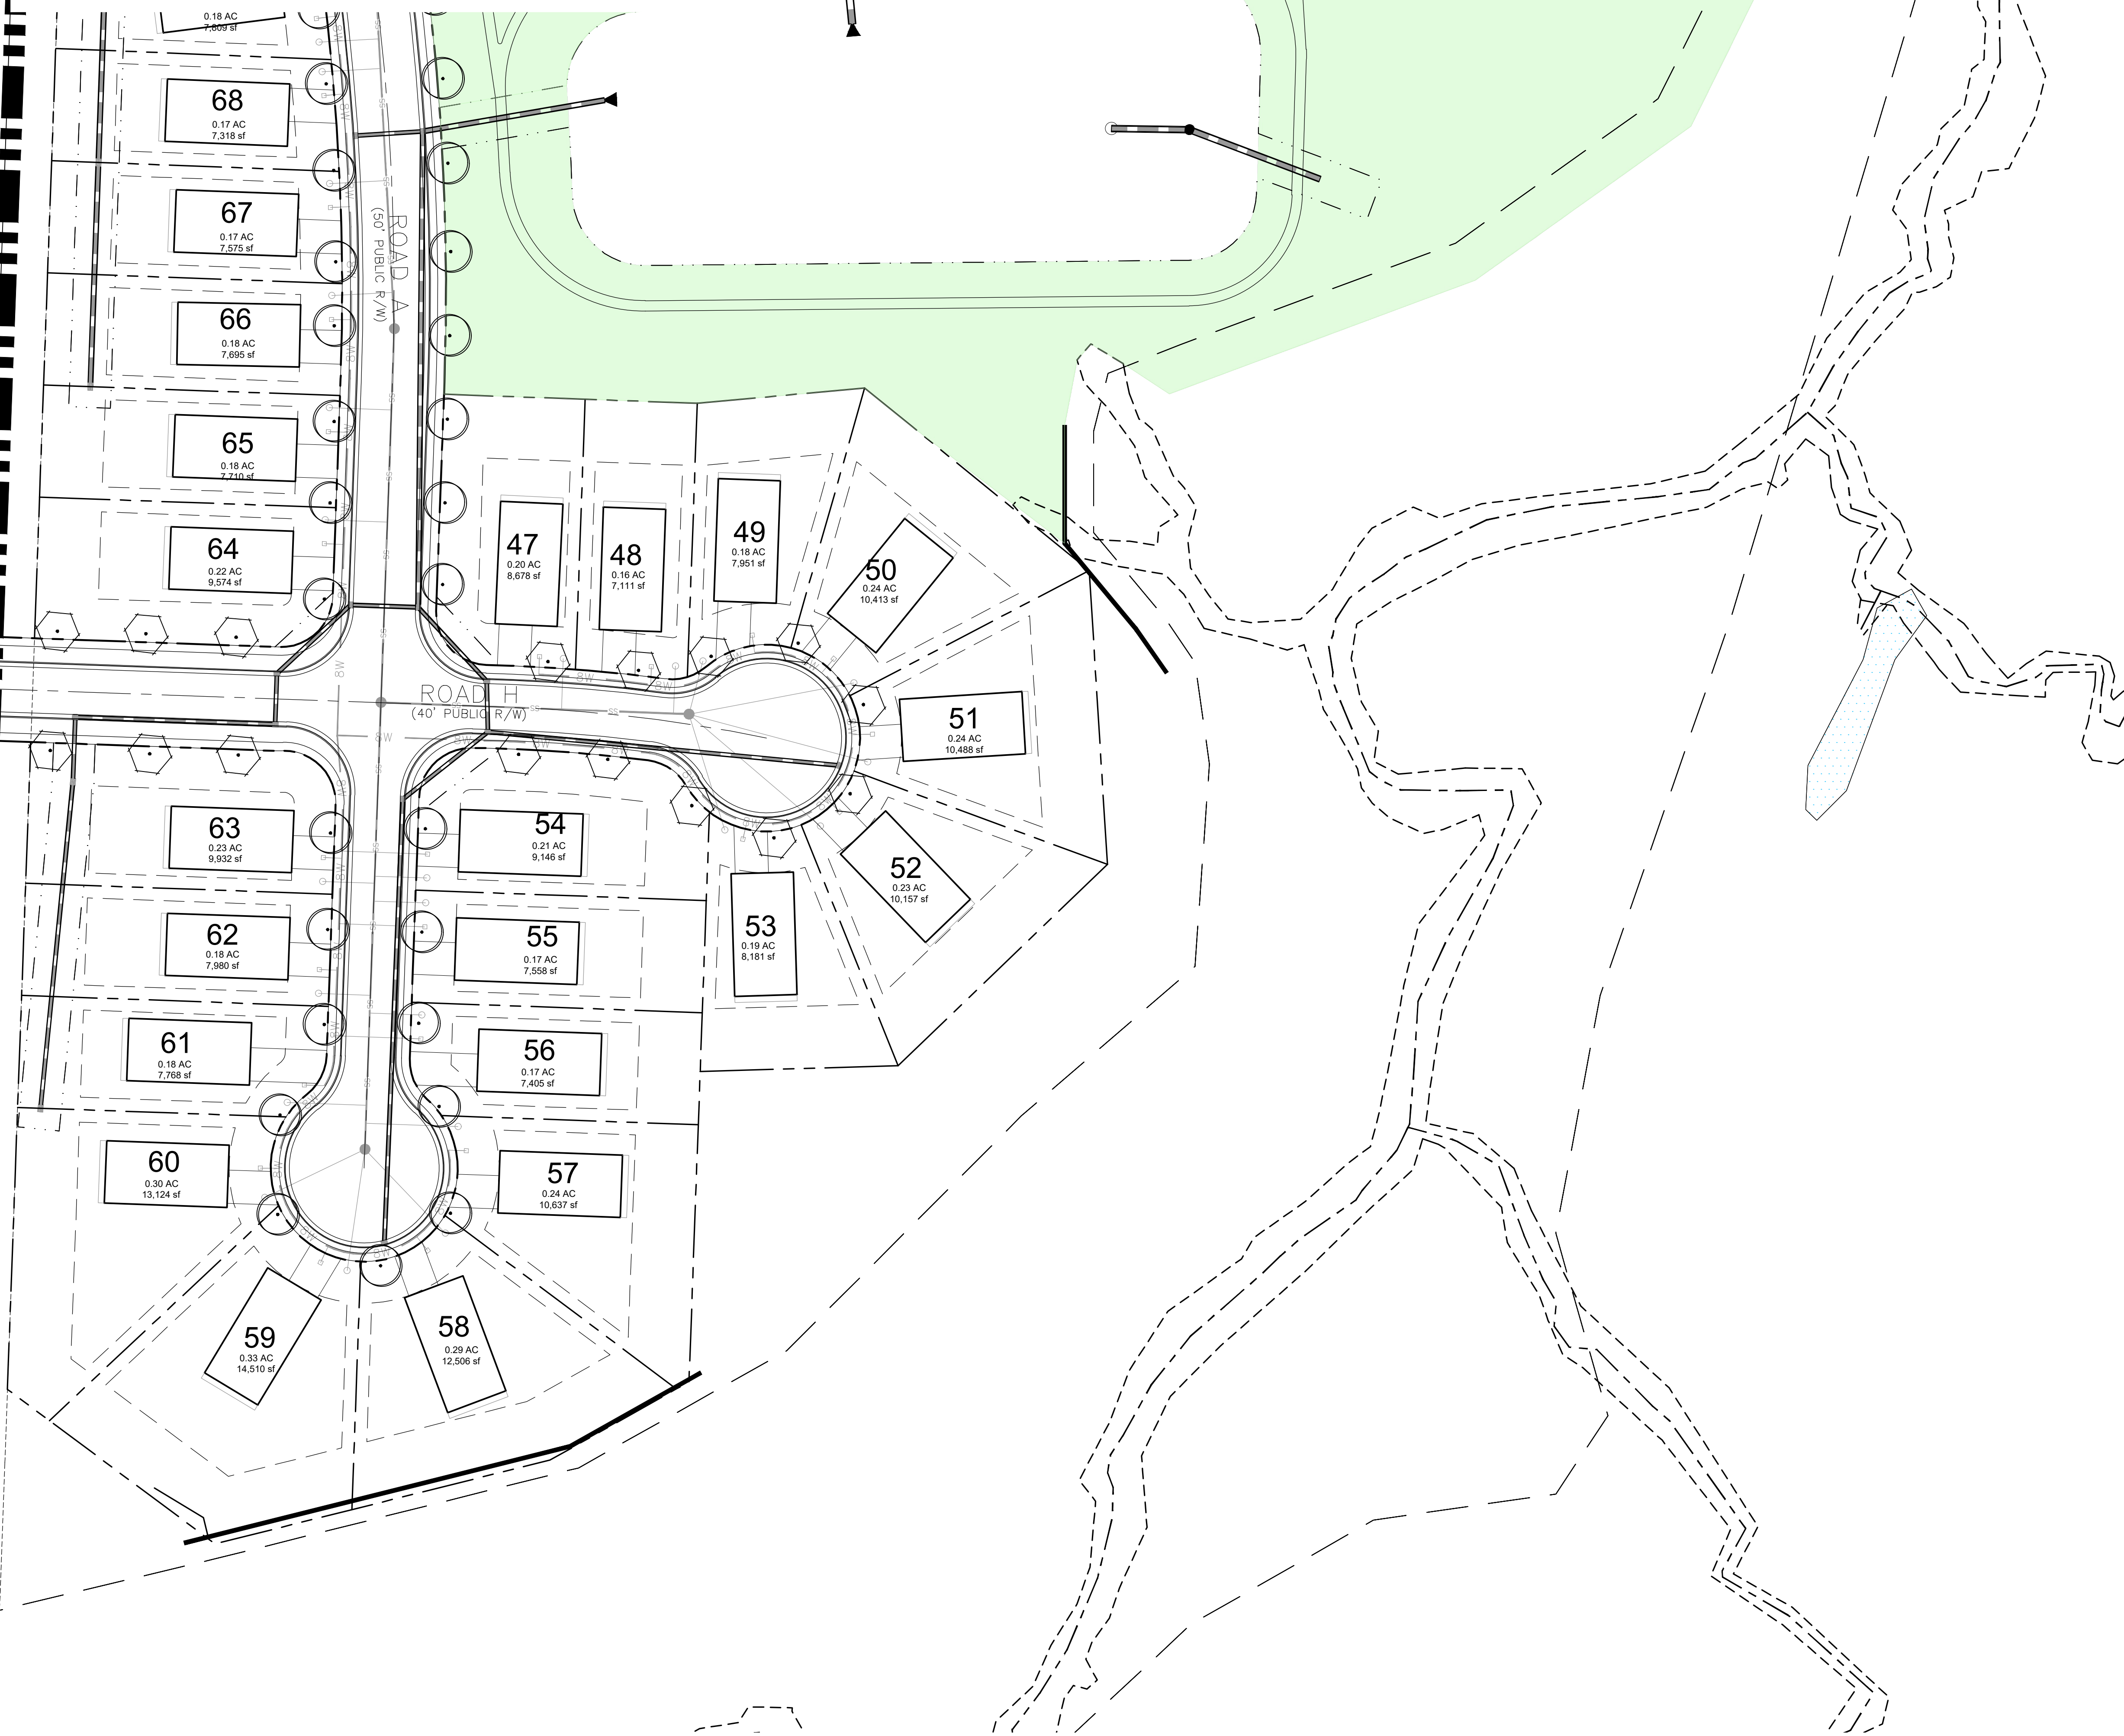 0.18 AC
7,809 sf
68
0.17 AC
7,318 sf
67
0.17 AC
7,575 sf
ROAD A
(50' PUBLIC R/W)
66
0.18 AC
7,695 sf
65
0.18 AC
7,710 sf
64
0.22 AC
9,574 sf
47
0.20 AC
8,678 sf
48
0.16 AC
7,111 sf
49
0.18 AC
7,951 sf
50
0.24 AC
10,413 sf
ROAD H
(40' PUBLIC R/W)
51
0.24 AC
10,488 sf
63
0.23 AC
9,932 sf
54
0.21 AC
9,146 sf
52
0.23 AC
10,157 sf
53
0.19 AC
8,181 sf
62
0.18 AC
7,980 sf
55
0.17 AC
7,558 sf
61
0.18 AC
7,768 sf
56
0.17 AC
7,405 sf
60
0.30 AC
13,124 sf
57
0.24 AC
10,637 sf
59
0.33 AC
14,510 sf
58
0.29 AC
12,506 sf